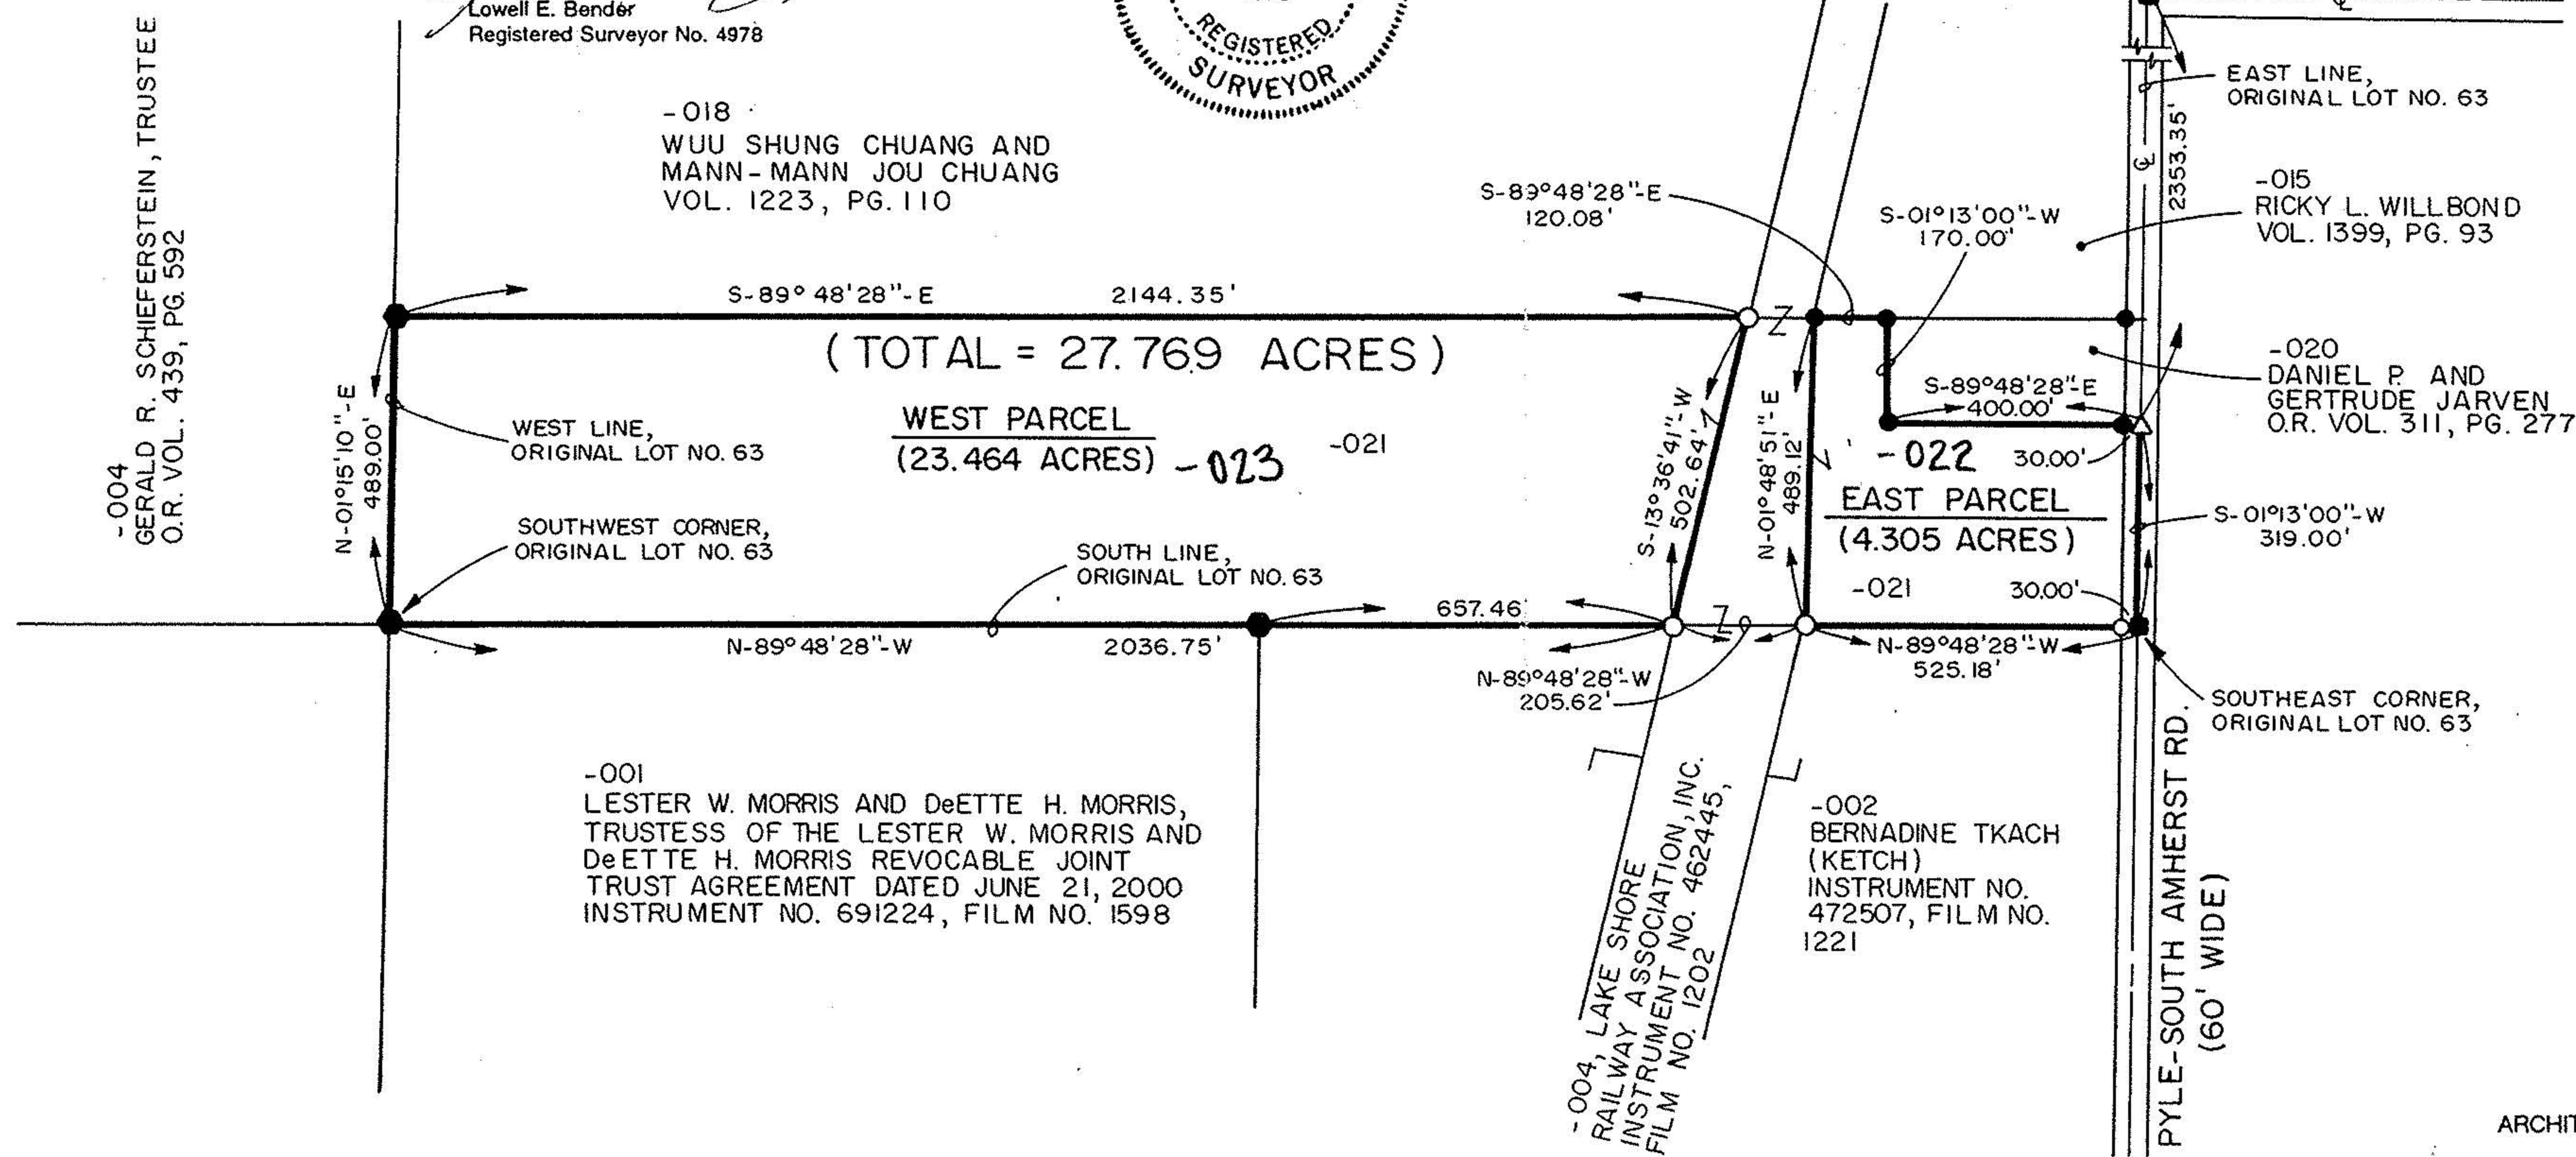 Lowell E. Bender
Registered Surveyor No. 4978
REGISTERED
SURVEYOR
-004
GERALD R. SCHIEFERSTEIN, TRUSTEE
O.R. VOL. 439, PG. 592
-018
WUU SHUNG CHUANG AND
MANN-MANN JOU CHUANG
VOL. 1223, PG. 110
EAST LINE,
ORIGINAL LOT NO. 63
2353.35'
-015
RICKY L. WILLBOND
VOL. 1399, PG. 93
S-89°48'28"-E
120.08'
S-01°13'00"-W
170.00'
S-89°48'28"-E 2144.35'
(TOTAL = 27.769 ACRES)
-020
DANIEL P. AND
GERTRUDE JARVEN
O.R. VOL. 311, PG. 277
S-89°48'28"-E
400.00'
N-01°15'10"-E
489.00'
WEST LINE,
ORIGINAL LOT NO. 63
WEST PARCEL
(23.464 ACRES) -023
-021
S-13°36'41"-W
502.64'
N-01°48'51"-E
489.12'
-022
30.00'
EAST PARCEL
(4.305 ACRES)
-021
30.00'
S-01°13'00"-W
319.00'
SOUTHWEST CORNER,
ORIGINAL LOT NO. 63
SOUTH LINE,
ORIGINAL LOT NO. 63
657.46'
N-89°48'28"-W 2036.75'
N-89°48'28"-W
205.62'
N-89°48'28"-W
525.18'
SOUTHEAST CORNER,
ORIGINAL LOT NO. 63
-001
LESTER W. MORRIS AND DeETTE H. MORRIS,
TRUSTESS OF THE LESTER W. MORRIS AND
DeETTE H. MORRIS REVOCABLE JOINT
TRUST AGREEMENT DATED JUNE 21, 2000
INSTRUMENT NO. 691224, FILM NO. 1598
-004, LAKE SHORE
RAILWAY ASSOCIATION, INC.
INSTRUMENT NO. 462445,
FILM NO. 1202
-002
BERNADINE TKACH
(KETCH)
INSTRUMENT NO.
472507, FILM NO.
1221
PYLE-SOUTH AMHERST RD.
(60' WIDE)
ARCHIT